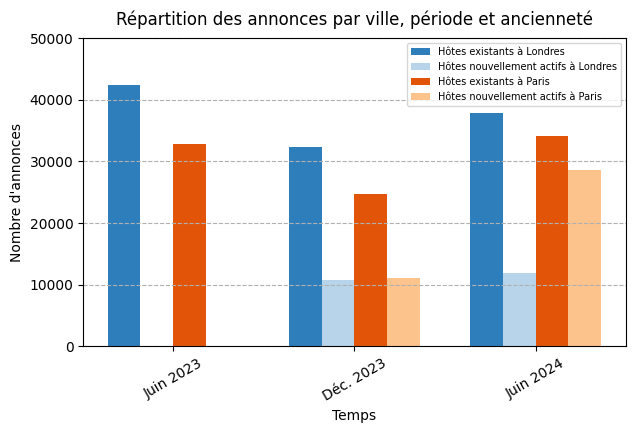 Répartition des annonces par ville, période et ancienneté
50000
40000
30000
20000
10000
0
Nombre d'annonces
Hôtes existants à Londres
Hôtes nouvellement actifs à Londres
Hôtes existants à Paris
Hôtes nouvellement actifs à Paris
Juin 2023
Déc. 2023
Juin 2024
Temps